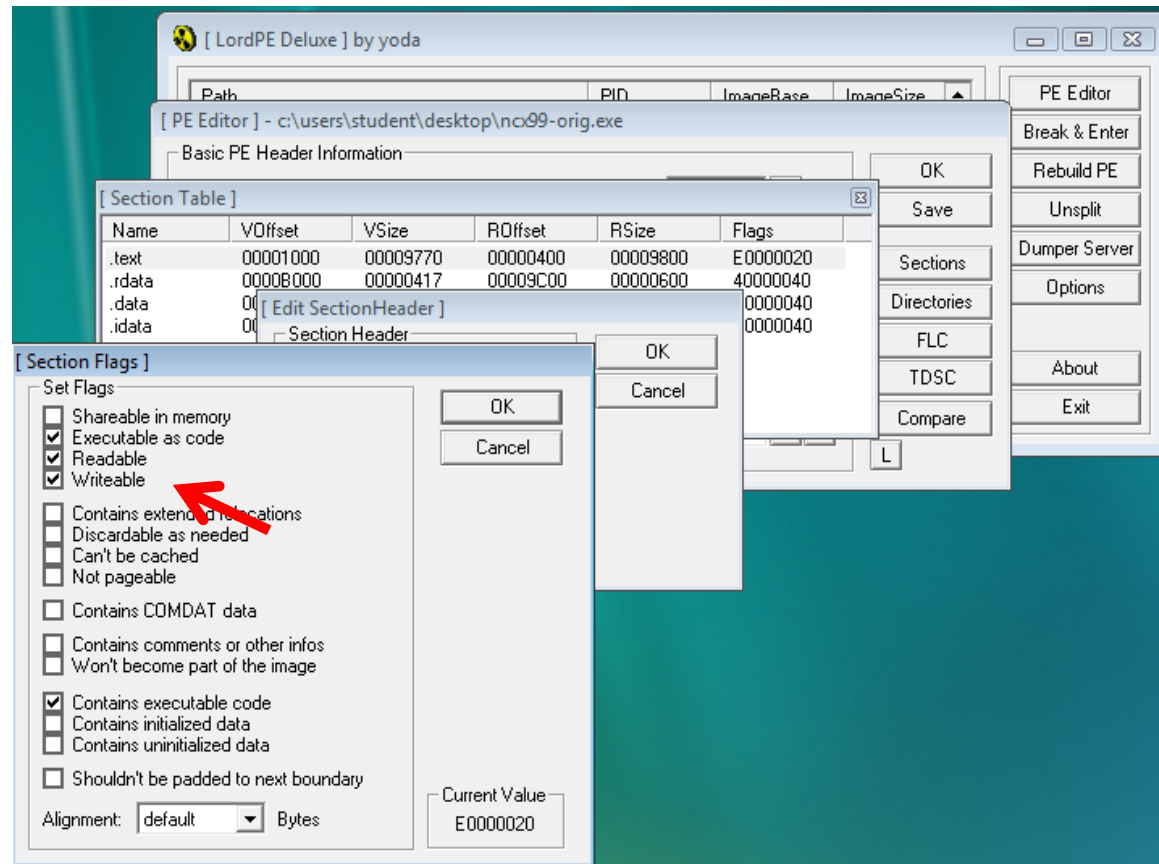 [ LordPE Deluxe ] by yoda
Path PID ImageBase ImageSize
PE Editor
Break & Enter
Rebuild PE
Unsplit
Dumper Server
Options
About
Exit
[ PE Editor ] - c:\users\student\desktop\ncx99-orig.exe
Basic PE Header Information
OK
Save
Sections
Directories
FLC
TDSC
Compare
L
[ Section Table ]
Name VOffset VSize ROffset RSize Flags
.text 00001000 00009770 00000400 00009800 E0000020
.rdata 0000B000 00000417 00009C00 00000600 40000040
.data 0000040
.idata 0000040
[ Edit SectionHeader ]
Section Header
OK
Cancel
[ Section Flags ]
Set Flags
Shareable in memory
Executable as code
Readable
Writeable
Contains extended relocations
Discardable as needed
Can't be cached
Not pageable
Contains COMDAT data
Contains comments or other infos
Won't become part of the image
Contains executable code
Contains initialized data
Contains uninitialized data
Shouldn't be padded to next boundary
Alignment: default Bytes
OK
Cancel
Current Value
E0000020